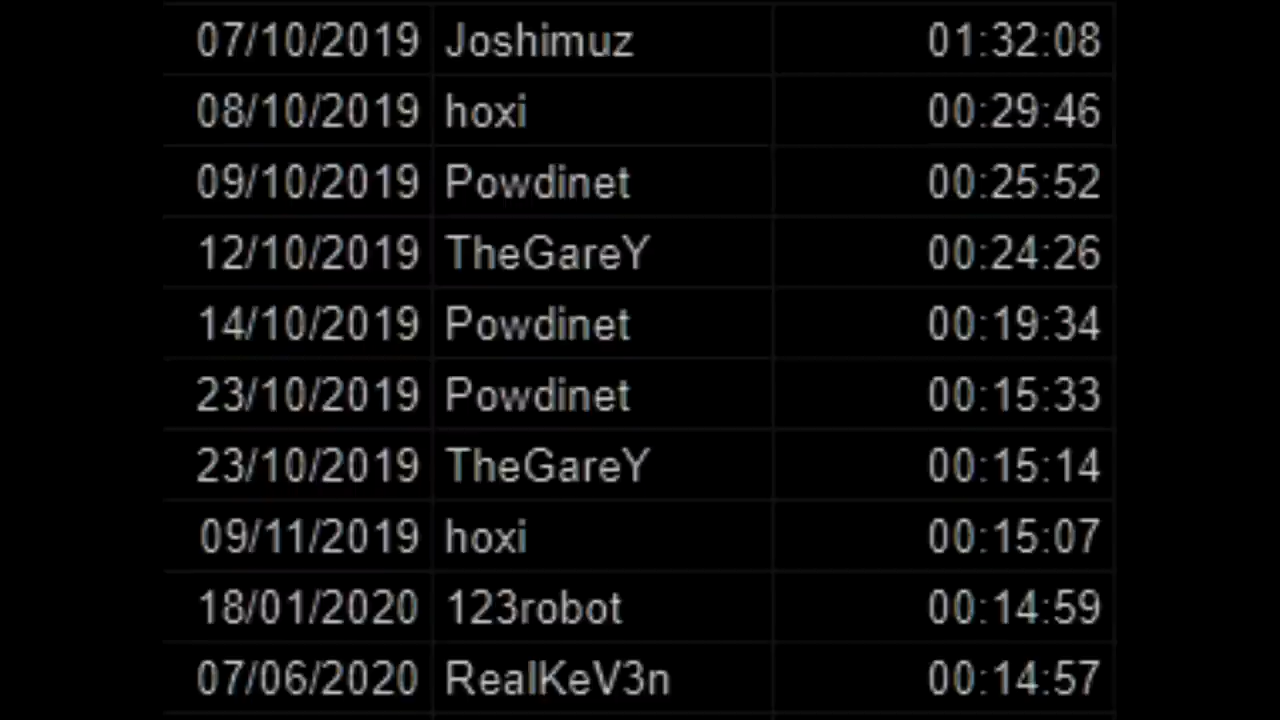 07/10/2019 Joshimuz 01:32:08
08/10/2019 hoxi 00:29:46
09/10/2019 Powdinet 00:25:52
12/10/2019 TheGareY 00:24:26
14/10/2019 Powdinet 00:19:34
23/10/2019 Powdinet 00:15:33
23/10/2019 TheGareY 00:15:14
09/11/2019 hoxi 00:15:07
18/01/2020 123robot 00:14:59
07/06/2020 RealKeV3n 00:14:57